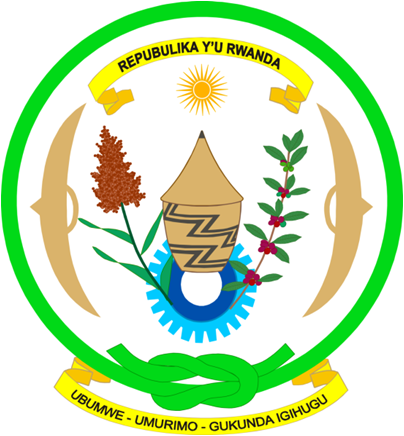 REPUBULIKA Y'U RWANDA
UBUMWE - UMURIMO - GUKUNDA IGIHUGU